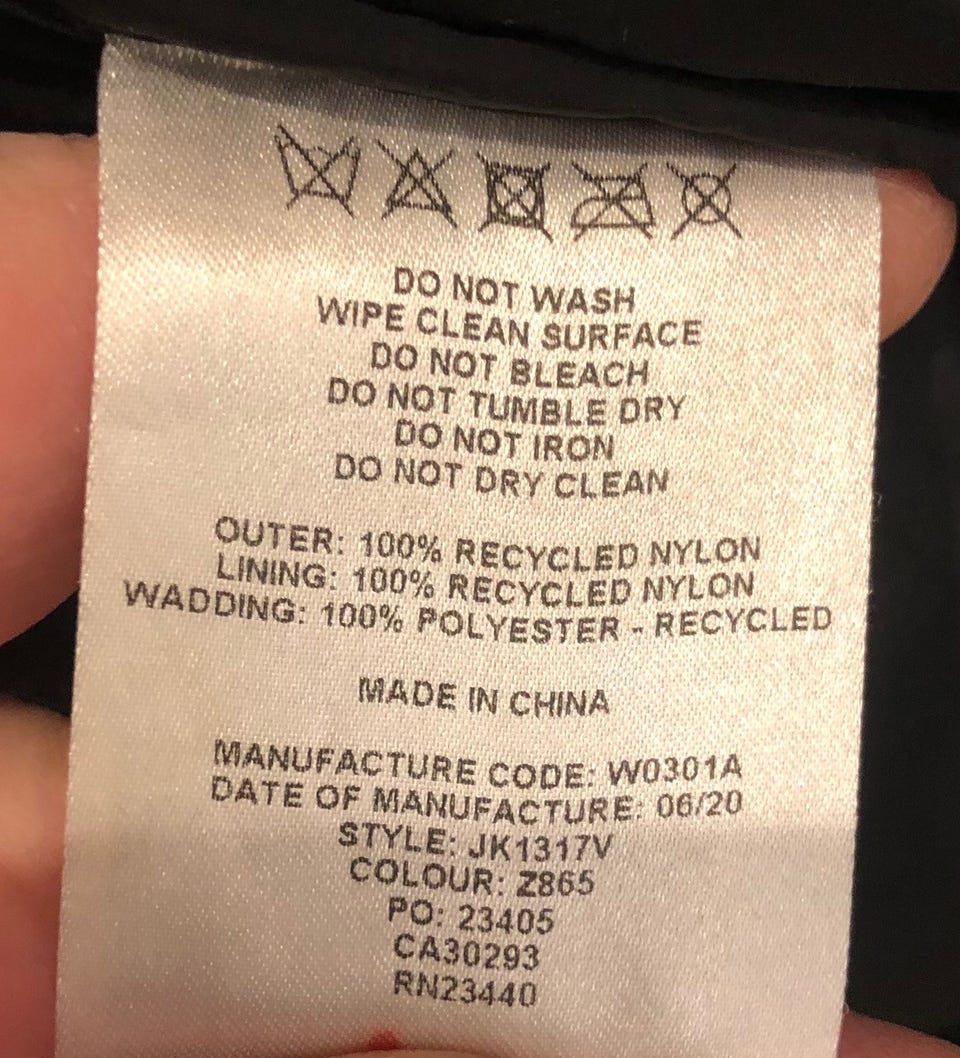 DO NOT WASH
WIPE CLEAN SURFACE
DO NOT BLEACH
DO NOT TUMBLE DRY
DO NOT IRON
DO NOT DRY CLEAN
OUTER: 100% RECYCLED NYLON
LINING: 100% RECYCLED NYLON
WADDING: 100% POLYESTER - RECYCLED
MADE IN CHINA
MANUFACTURE CODE: W0301A
DATE OF MANUFACTURE: 06/20
STYLE: JK1317V
COLOUR: Z865
PO: 23405
CA30293
RN23440